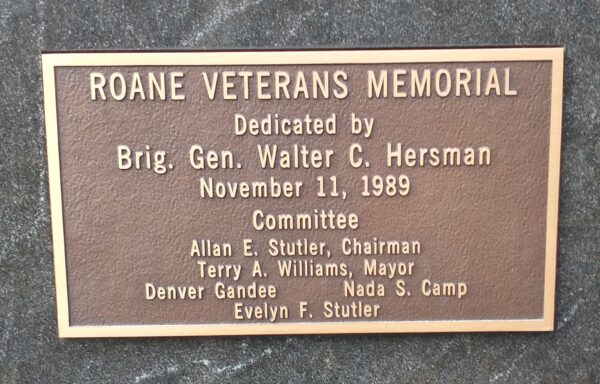 ROANE VETERANS MEMORIAL
Dedicated by
Brig. Gen. Walter C. Hersman
November 11, 1989
Committee
Allan E. Stutler, Chairman
Terry A. Williams, Mayor
Denver Gandee Nada S. Camp
Evelyn F. Stutler